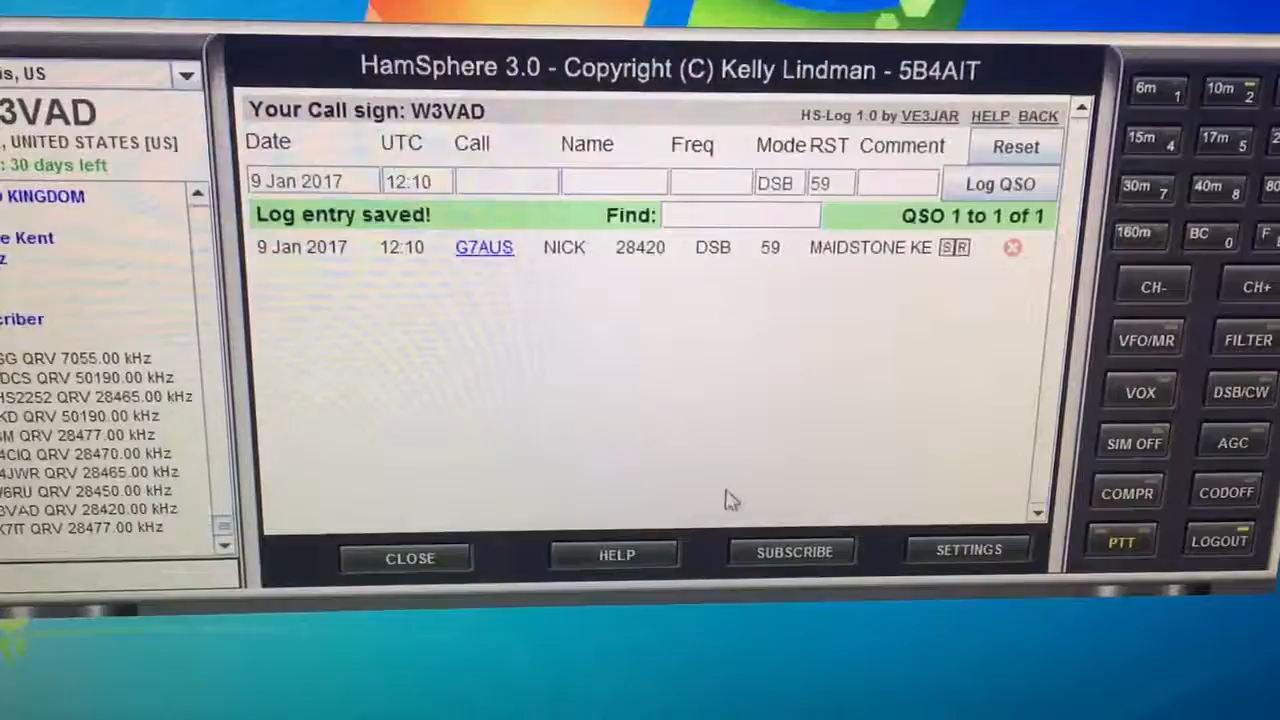 HamSphere 3.0 - Copyright (C) Kelly Lindman - 5B4AIT
is, US
3VAD
, UNITED STATES [US]
: 30 days left
KINGDOM
e Kent
z
criber
SG QRV 7055.00 kHz
DCS QRV 50190.00 kHz
HS2252 QRV 28465.00 kHz
KD QRV 50190.00 kHz
M QRV 28477.00 kHz
4CIQ QRV 28470.00 kHz
4JWR QRV 28465.00 kHz
6RU QRV 28450.00 kHz
3VAD QRV 28420.00 kHz
7IT QRV 28477.00 kHz
Your Call sign: W3VAD HS-Log 1.0 by VE3JAR HELP BACK
Date UTC Call Name Freq Mode RST Comment Reset
9 Jan 2017 12:10 DSB 59 Log QSO
Log entry saved! Find: QSO 1 to 1 of 1
9 Jan 2017 12:10 G7AUS NICK 28420 DSB 59 MAIDSTONE KE S R
CLOSE HELP SUBSCRIBE SETTINGS
6m 1 10m 2
15m 4 17m 5
30m 7 40m 8 80
160m BC 0 F
CH- CH+
VFO/MR FILTER
VOX DSB/CW
SIM OFF AGC
COMPR CODOFF
PTT LOGOUT